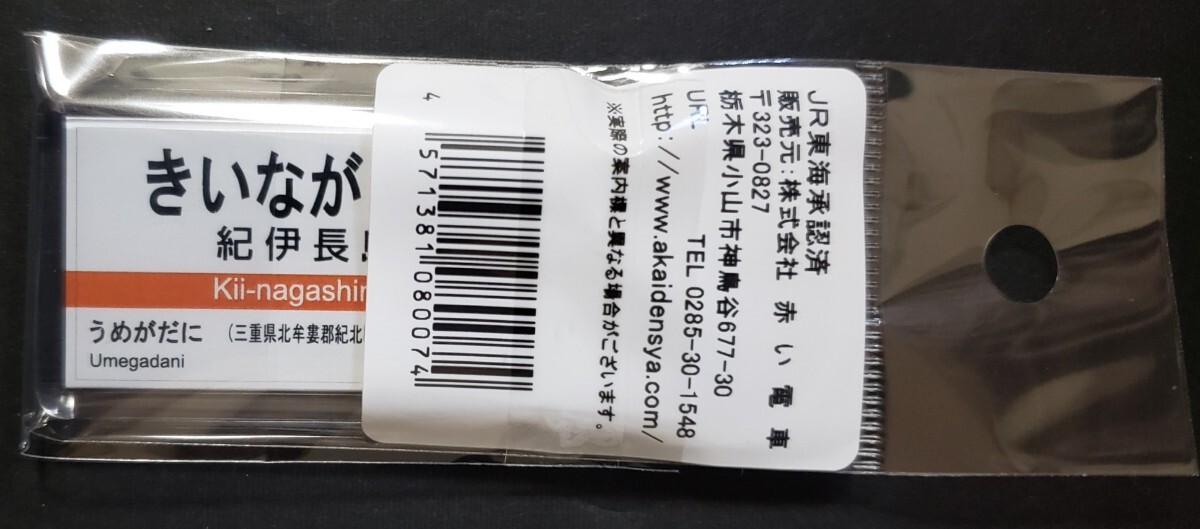 きいなが
紀伊長
Kii-nagashi
うめがだに
(三重県北牟婁郡紀北
Umegadani
JR東海承認済
販売元:株式会社 赤い電車
〒323-0827
栃木県小山市神鳥谷677-30
TEL 0285-30-1548
URL
http://www.akaidensya.com/
※実際の案内標と異なる場合がございます。
4 571381 080074